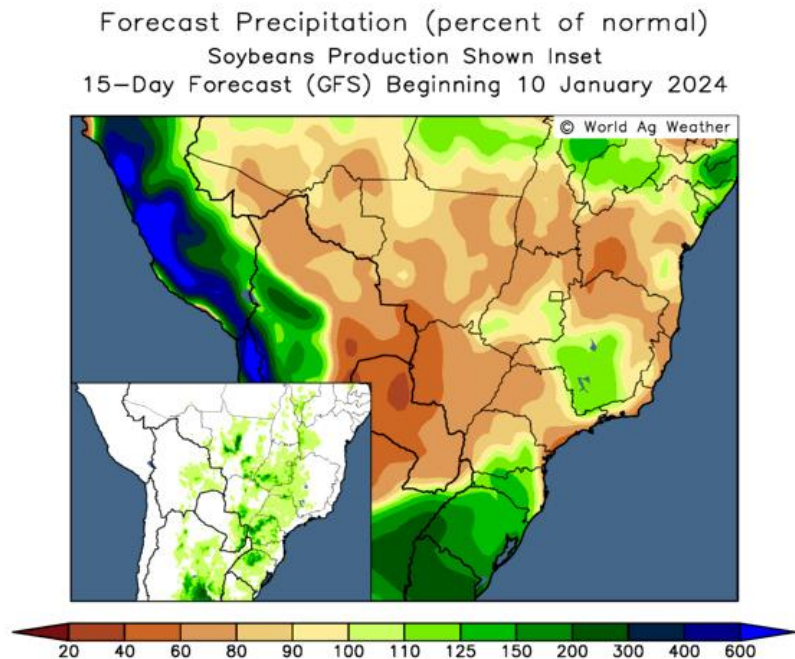 Forecast Precipitation (percent of normal)
Soybeans Production Shown Inset
15-Day Forecast (GFS) Beginning 10 January 2024
© World Ag Weather
20 40 60 80 90 100 110 125 150 200 300 400 600